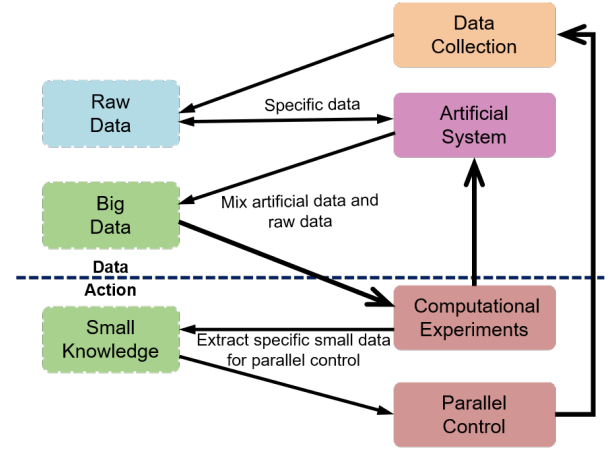 Data
Collection
Raw
Data
Specific data
Artificial
System
Big
Data
Mix artificial data and
raw data
Data
Action
Computational
Experiments
Small
Knowledge
Extract specific small data
for parallel control
Parallel
Control